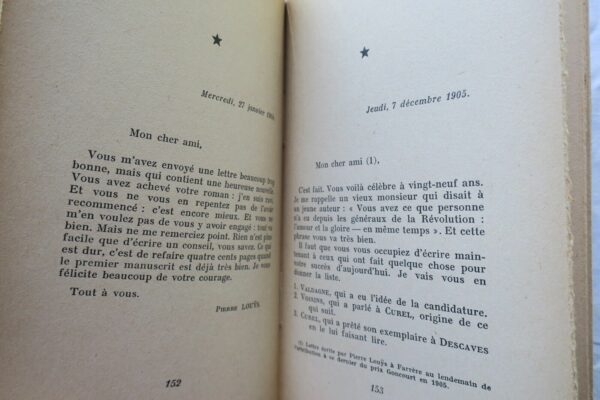 Mercredi, 27 janvier
Mon cher ami,
Vous m'avez envoyé une lettre beaucoup trop
bonne, mais qui contient une heureuse nouvelle.
Vous avez achevé votre roman : j'en suis ravi.
Et vous ne vous en repentez pas de l'avoir
recommencé : c'est encore mieux. Et vous ne
m'en voulez pas de vous y avoir engagé : tout va
bien. Mais ne me remerciez point. Rien n'est plus
facile que d'écrire un conseil, vous savez. Ce qui
est dur, c'est de refaire quatre cents pages quand
le premier manuscrit est déjà très bien. Je vous
félicite beaucoup de votre courage.
Tout à vous.
PIERRE LOUŸS
152
Jeudi, 7 décembre 1905.
Mon cher ami (1),
C'est fait. Vous voilà célèbre à vingt-neuf ans.
Je me rappelle un vieux monsieur qui disait à
un jeune auteur : « Vous avez ce que personne
n'a eu depuis les généraux de la Révolution :
l'amour et la gloire — en même temps ». Et cette
phrase vous va très bien.
Il faut que vous vous occupiez d'écrire main-
tenant à ceux qui ont fait quelque chose pour
votre succès d'aujourd'hui. Je vais vous en
donner la liste.
1. VALDAGNE, qui a eu l'idée de la candidature.
2. VOISINS, qui a parlé à CUREL, origine de ce
qui suit.
3. CUREL, qui a prêté son exemplaire à DESCAVES
en le lui faisant lire.
(1) Lettre écrite par Pierre Louÿs à Farrère au lendemain de
l'attribution à ce dernier du prix Goncourt en 1905.
153